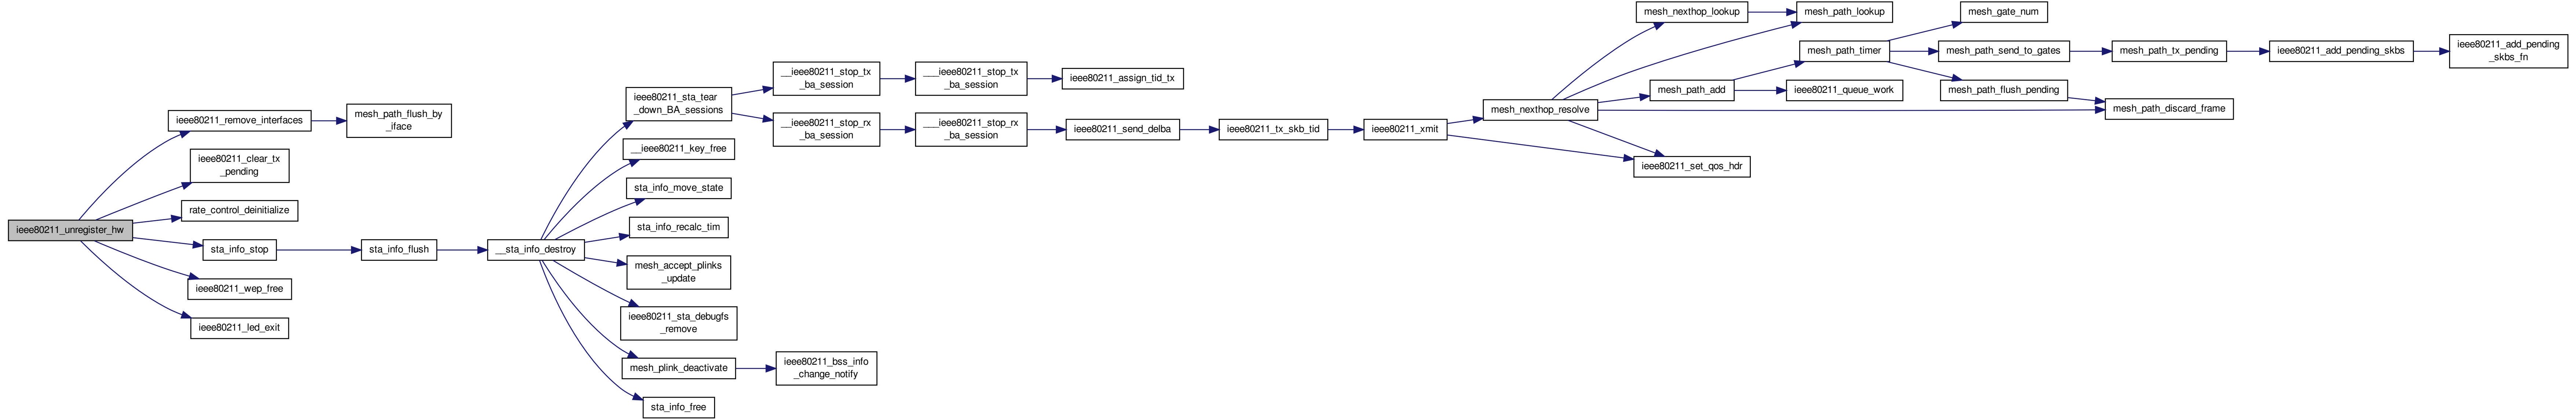 ieee80211_unregister_hw
ieee80211_remove_interfaces
mesh_path_flush_by
_iface
ieee80211_clear_tx
_pending
rate_control_deinitialize
sta_info_stop
ieee80211_wep_free
ieee80211_led_exit
sta_info_flush
__sta_info_destroy
ieee80211_sta_tear
_down_BA_sessions
__ieee80211_key_free
sta_info_move_state
sta_info_recalc_tim
mesh_accept_plinks
_update
ieee80211_sta_debugfs
_remove
mesh_plink_deactivate
sta_info_free
ieee80211_bss_info
_change_notify
__ieee80211_stop_tx
_ba_session
___ieee80211_stop_tx
_ba_session
ieee80211_assign_tid_tx
__ieee80211_stop_rx
_ba_session
___ieee80211_stop_rx
_ba_session
ieee80211_send_delba
ieee80211_tx_skb_tid
ieee80211_xmit
mesh_nexthop_resolve
ieee80211_set_qos_hdr
mesh_nexthop_lookup
mesh_path_lookup
mesh_path_add
mesh_path_timer
ieee80211_queue_work
mesh_gate_num
mesh_path_send_to_gates
mesh_path_flush_pending
mesh_path_tx_pending
mesh_path_discard_frame
ieee80211_add_pending_skbs
ieee80211_add_pending
_skbs_fn